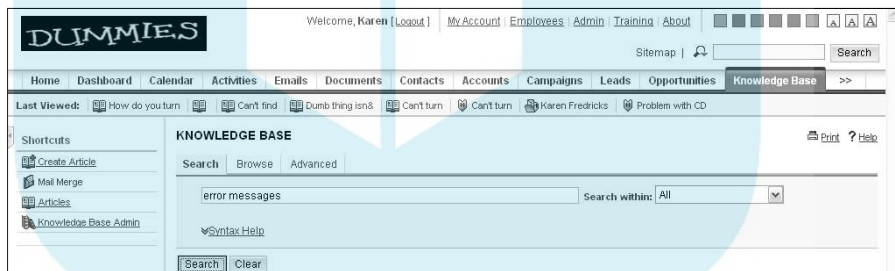 DUMMIES
Welcome, Karen [Logout] | My Account | Employees | Admin | Training | About A A A
Sitemap | Search
Home Dashboard Calendar Activities Emails Documents Contacts Accounts Campaigns Leads Opportunities Knowledge Base >>
Last Viewed: How do you turn Can't find Dumb thing isn& Can't turn Can't turn Karen Fredricks Problem with CD
Shortcuts
Create Article
Mail Merge
Articles
Knowledge Base Admin
KNOWLEDGE BASE
Print ? Help
Search Browse Advanced
error messages Search within: All
Syntax Help
Search Clear